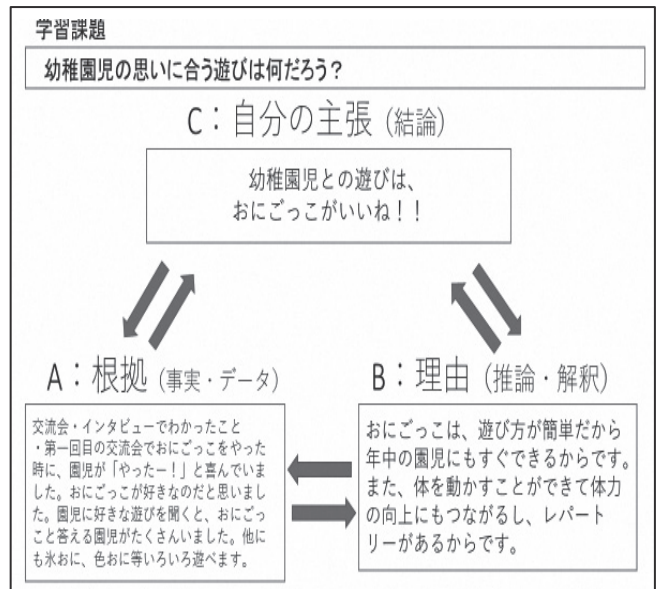 学習課題
幼稚園児の思いに合う遊びは何だろう？
C：自分の主張（結論）
幼稚園児との遊びは、
おにごっこがいいね！！
A：根拠（事実・データ）
交流会・インタビューでわかったこと
・第一回目の交流会でおにごっこをやった
時に、園児が「やったー！」と喜んでいま
した。おにごっこが好きなのだと思いまし
た。園児に好きな遊びを聞くと、おにごっ
こと答える園児がたくさんいました。他に
も氷おに、色おに等いろいろ遊べます。
B：理由（推論・解釈）
おにごっこは、遊び方が簡単だから
年中の園児にもすぐできるからです。
また、体を動かすことができて体力
の向上にもつながるし、レパート
リーがあるからです。